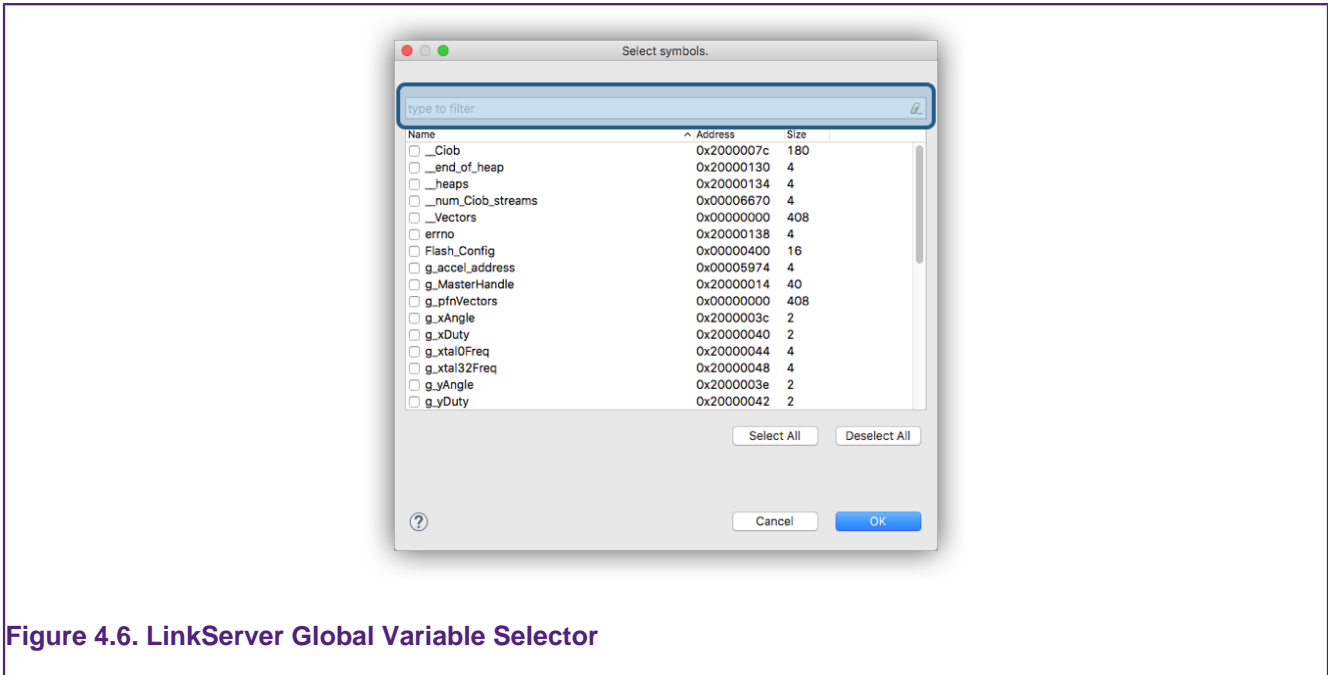 Select symbols.
type to filter
Name Address Size
__Ciob 0x2000007c 180
__end_of_heap 0x20000130 4
__heaps 0x20000134 4
__num_Ciob_streams 0x00006670 4
__Vectors 0x00000000 408
errno 0x20000138 4
Flash_Config 0x00000400 16
g_accel_address 0x00005974 4
g_MasterHandle 0x20000014 40
g_pfnVectors 0x00000000 408
g_xAngle 0x2000003c 2
g_xDuty 0x20000040 2
g_xtal0Freq 0x20000044 4
g_xtal32Freq 0x20000048 4
g_yAngle 0x2000003e 2
g_yDuty 0x20000042 2
Select All Deselect All
? Cancel OK
Figure 4.6. LinkServer Global Variable Selector